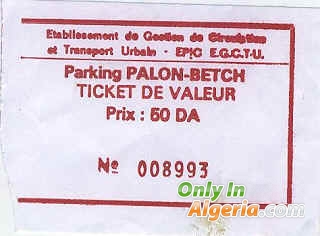 Etablissement de Gestion de Circulation
et Transport Urbain - EPIC E.G.C.T.U.
Parking PALON-BETCH
TICKET DE VALEUR
Prix : 50 DA
Nº 008993
Only In
Algeria.com